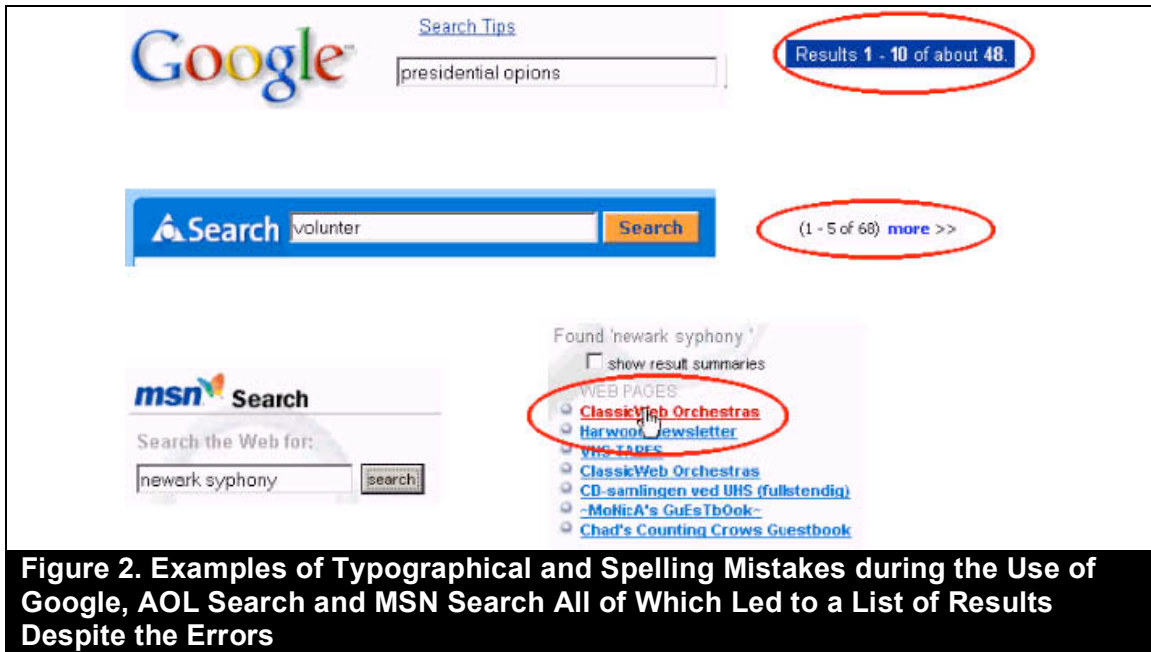 Google™
Search Tips
presidential opions
Results 1 - 10 of about 48.
Search volunter Search
(1 - 5 of 68) more >>
msn Search
Search the Web for:
newark syphony search
Found 'newark syphony '
show result summaries
WEB PAGES
ClassicWeb Orchestras
Harwood Newsletter
VHS TAPES
ClassicWeb Orchestras
CD-samlingen ved UHS (fullstendig)
~MoNicA's GuEsTbOok~
Chad's Counting Crows Guestbook
Figure 2. Examples of Typographical and Spelling Mistakes during the Use of
Google, AOL Search and MSN Search All of Which Led to a List of Results
Despite the Errors